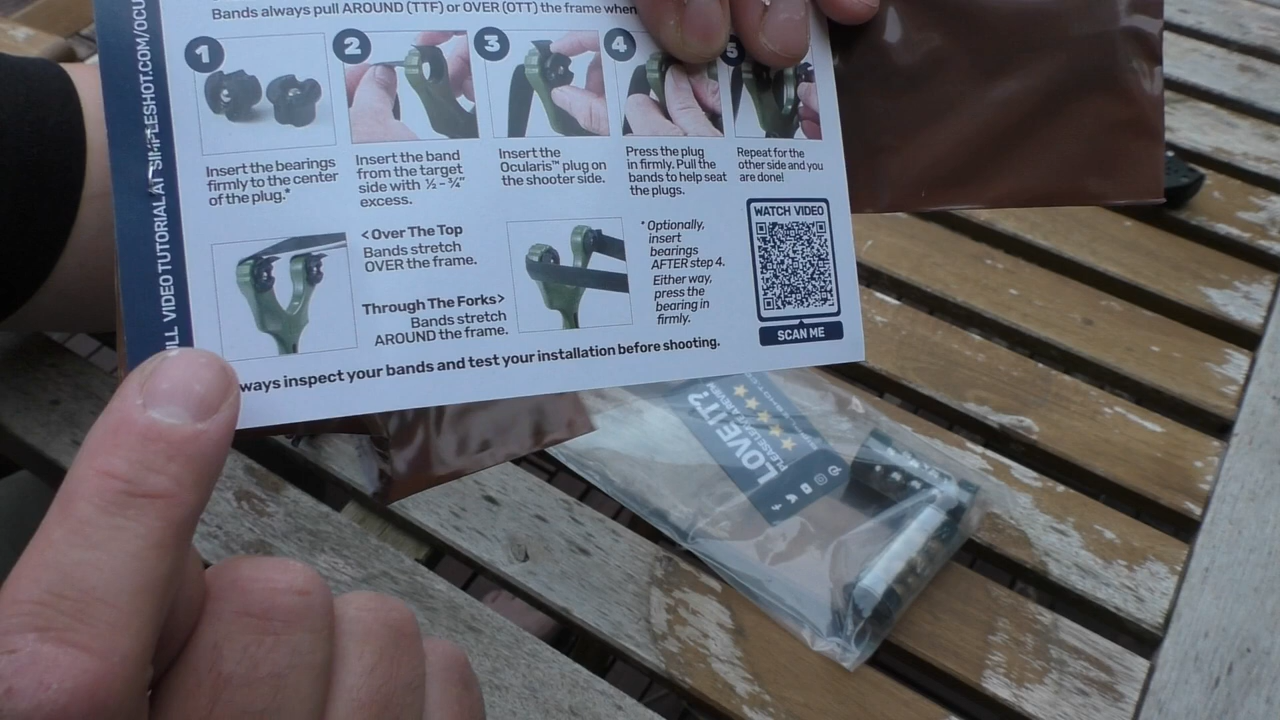 Bands always pull AROUND (TTF) or OVER (OTT) the frame when
ILL VIDEO TUTORIAL AT SIMPLESHOT.COM/OCU
1
2
3
4
5
Insert the bearings
firmly to the center
of the plug.*
Insert the band
from the target
side with ½ - ¾"
excess.
Insert the
Ocularis™ plug on
the shooter side.
Press the plug
in firmly. Pull the
bands to help seat
the plugs.
Repeat for the
other side and you
are done!
< Over The Top
Bands stretch
OVER the frame.
Through The Forks >
Bands stretch
AROUND the frame.
* Optionally,
insert
bearings
AFTER step 4.
Either way,
press the
bearing in
firmly.
WATCH VIDEO
SCAN ME
ways inspect your bands and test your installation before shooting.
LOVE IT?
PLEASE LEAVE A REVIEW